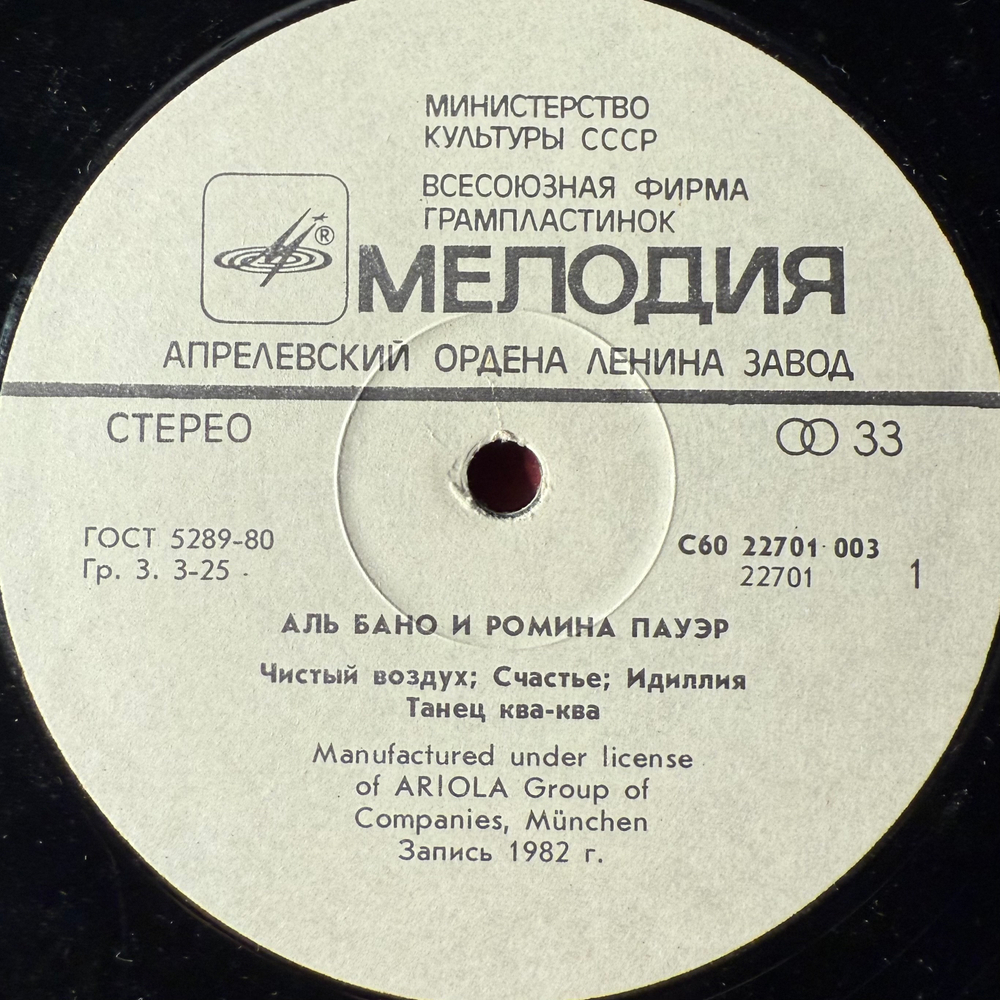 МИНИСТЕРСТВО
КУЛЬТУРЫ СССР
ВСЕСОЮЗНАЯ ФИРМА
ГРАМПЛАСТИНОК
®
МЕЛОДИЯ
АПРЕЛЕВСКИЙ ОРДЕНА ЛЕНИНА ЗАВОД
СТЕРЕО
33
ГОСТ 5289-80
Гр. 3. 3-25
С60 22701 003
22701
1
АЛЬ БАНО И РОМИНА ПАУЭР
Чистый воздух; Счастье; Идиллия
Танец ква-ква
Manufactured under license
of ARIOLA Group of
Companies, München
Запись 1982 г.